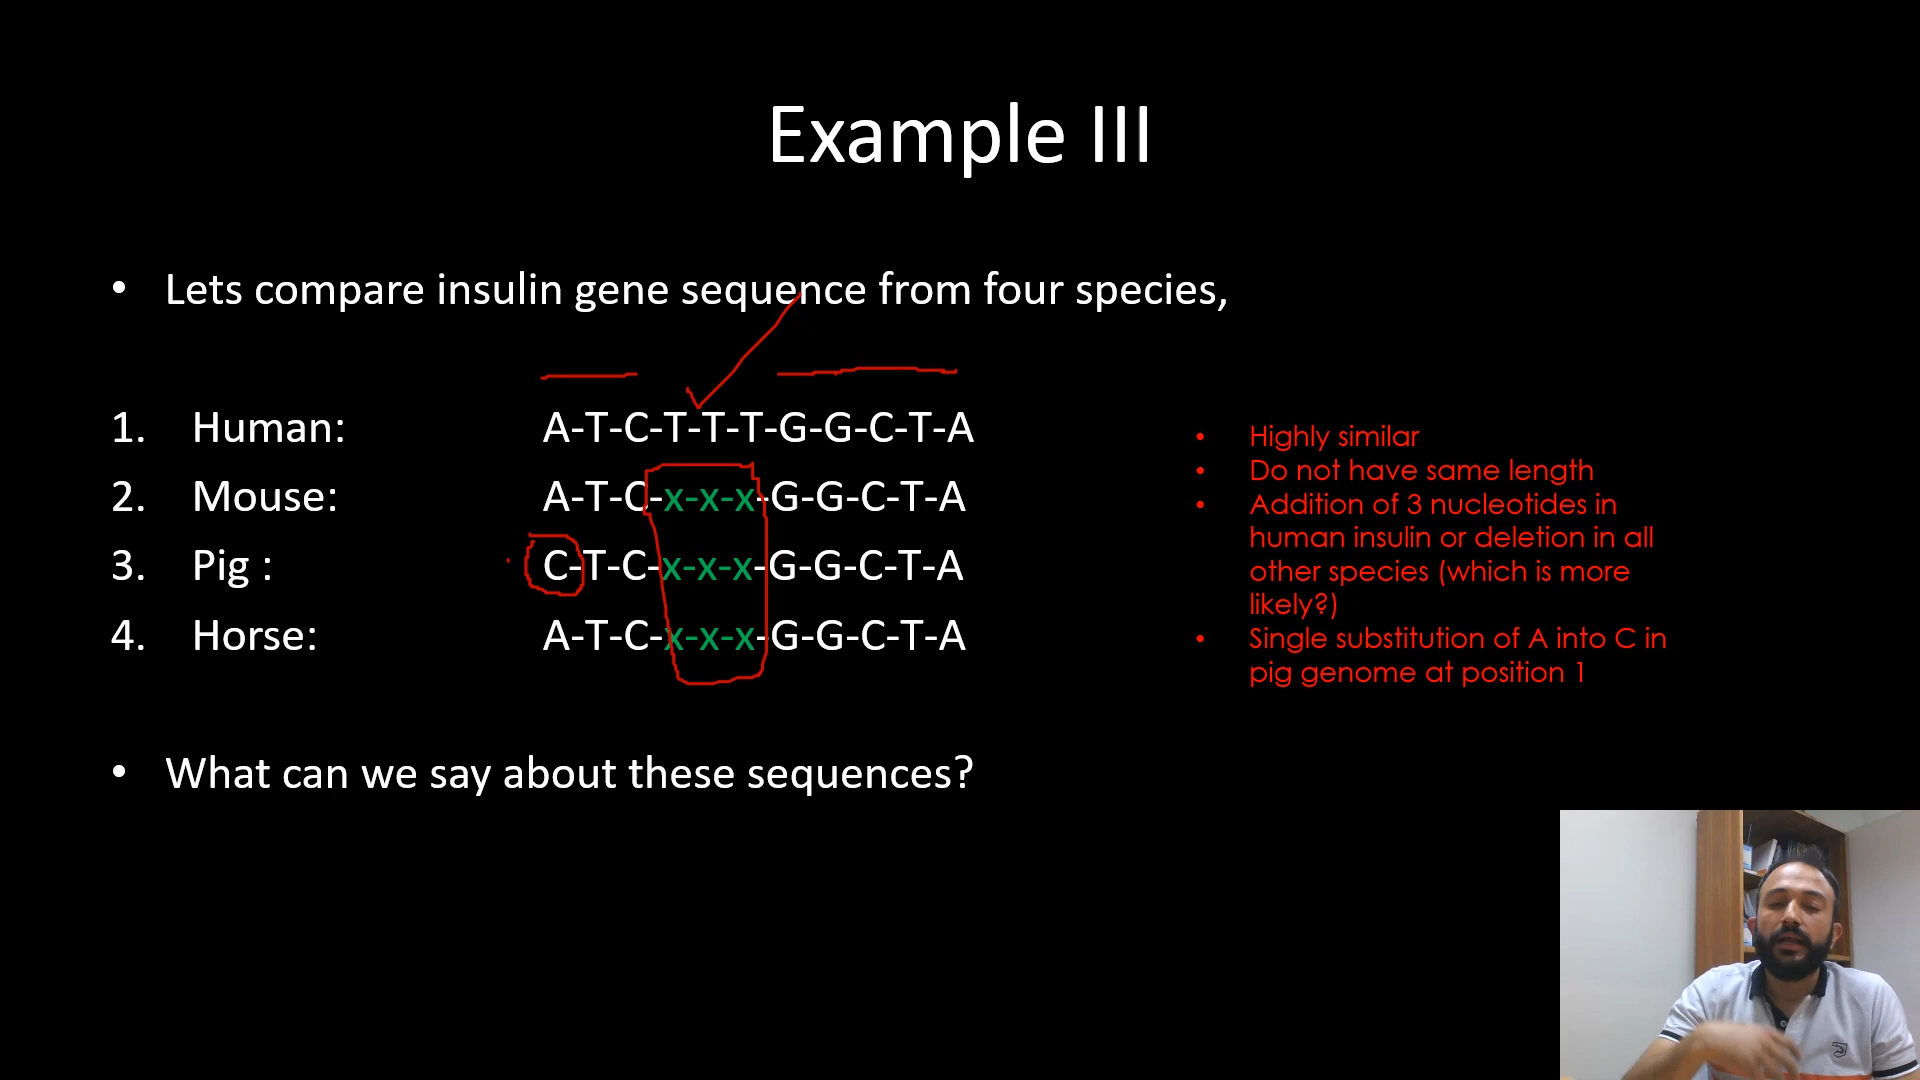 Example III
• Lets compare insulin gene sequence from four species,
1. Human: A-T-C-T-T-T-G-G-C-T-A
2. Mouse: A-T-C-x-x-x-G-G-C-T-A
3. Pig : C-T-C-x-x-x-G-G-C-T-A
4. Horse: A-T-C-x-x-x-G-G-C-T-A
• Highly similar
• Do not have same length
• Addition of 3 nucleotides in
human insulin or deletion in all
other species (which is more
likely?)
• Single substitution of A into C in
pig genome at position 1
• What can we say about these sequences?